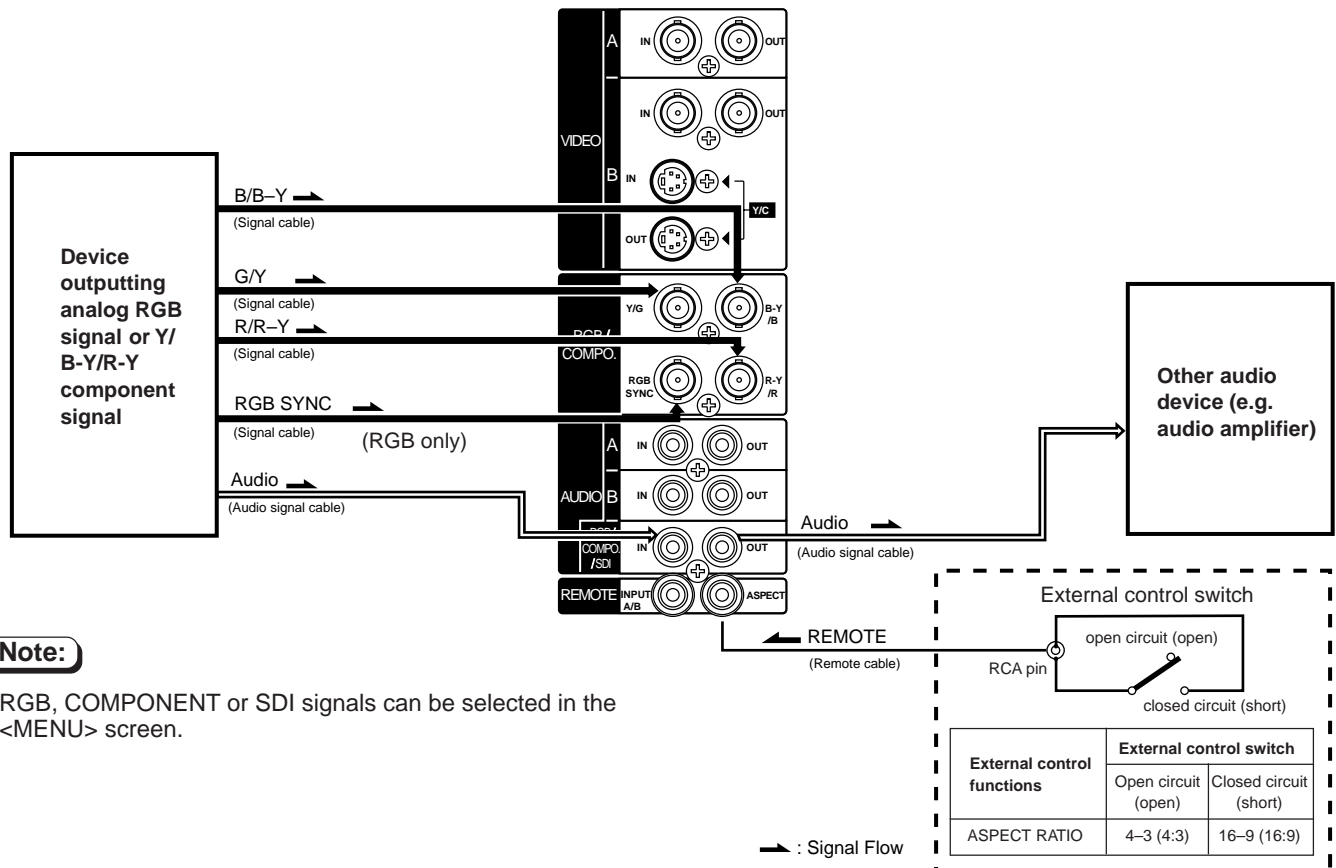 A
IN
OUT
IN
OUT
VIDEO
B
IN
Y/C
OUT
B/B–Y
(Signal cable)
Device
outputting
analog RGB
signal or Y/
B-Y/R-Y
component
signal
G/Y
(Signal cable)
R/R–Y
(Signal cable)
RGB SYNC
(Signal cable)
(RGB only)
Audio
(Audio signal cable)
Y/G
B-Y
/B
RGB /
COMPO.
RGB
SYNC
R-Y
/R
A
IN
OUT
AUDIO
B
IN
OUT
RGB /
COMPO.
/SDI
IN
OUT
REMOTE
INPUT
A/B
ASPECT
Audio
(Audio signal cable)
Other audio
device (e.g.
audio amplifier)
REMOTE
(Remote cable)
External control switch
open circuit (open)
RCA pin
closed circuit (short)
External control
functions
External control switch
Open circuit
(open)
Closed circuit
(short)
ASPECT RATIO
4–3 (4:3)
16–9 (16:9)
Note:
RGB, COMPONENT or SDI signals can be selected in the
<MENU> screen.
: Signal Flow